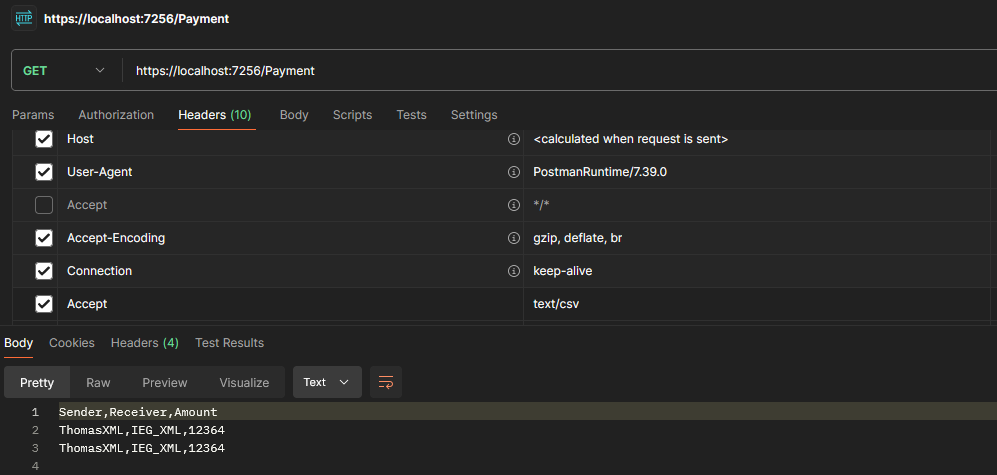 HTTP https://localhost:7256/Payment
GET https://localhost:7256/Payment
Params Authorization Headers (10) Body Scripts Tests Settings
Host <calculated when request is sent>
User-Agent PostmanRuntime/7.39.0
Accept */*
Accept-Encoding gzip, deflate, br
Connection keep-alive
Accept text/csv
Body Cookies Headers (4) Test Results
Pretty Raw Preview Visualize Text
1 Sender,Receiver,Amount
2 ThomasXML,IEG_XML,12364
3 ThomasXML,IEG_XML,12364
4